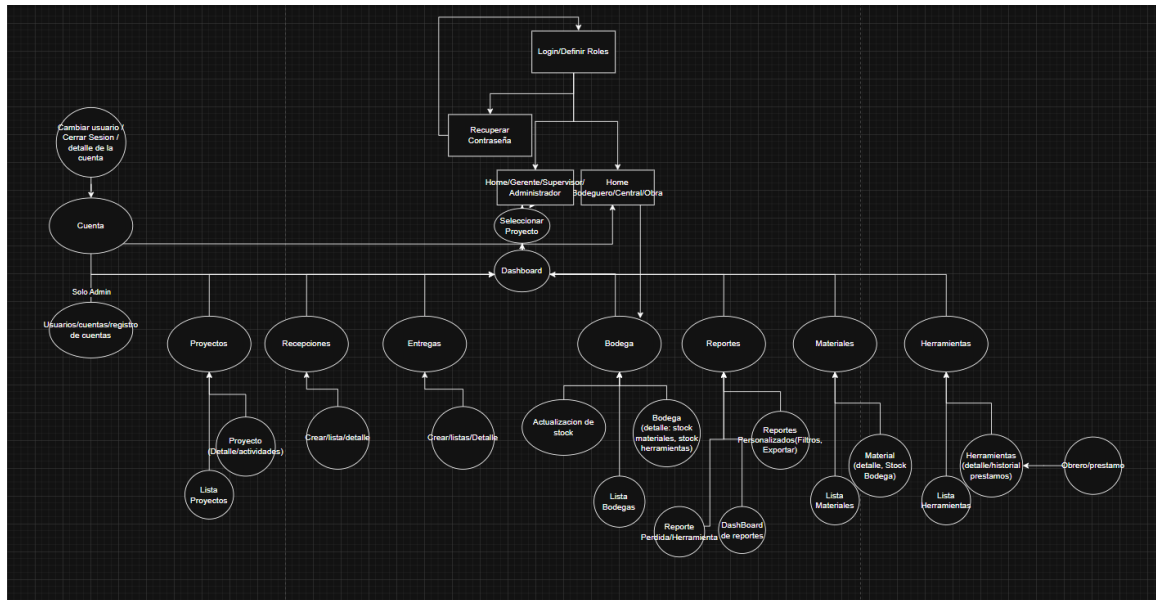 Login/Definir Roles
Cambiar usuario /
Cerrar Sesion /
detalle de la
cuenta
Recuperar
Contraseña
Home/Gerente/Supervisor/
Administrador
Home
Bodeguero/Central/Obra
Cuenta
Seleccionar
Proyecto
Dashboard
Solo Admin
Usuarios/cuentas/registro
de cuentas
Proyectos
Recepciones
Entregas
Bodega
Reportes
Materiales
Herramientas
Proyecto
(Detalle/actividades)
Lista
Proyectos
Crear/lista/detalle
Crear/listas/Detalle
Actualizacion de
stock
Bodega
(detalle: stock
materiales, stock
herramientas)
Lista
Bodegas
Reportes
Personalizados(Filtros,
Exportar)
Reporte
Perdida/Herramienta
DashBoard
de reportes
Material
(detalle, Stock
Bodega)
Lista
Materiales
Herramientas
(detalle/historial
prestamos)
Lista
Herramientas
Obrero/prestamo